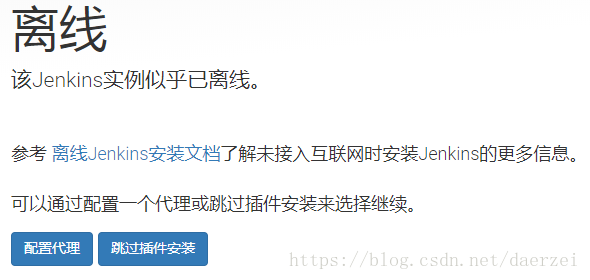 离线
该Jenkins实例似乎已离线。
参考 离线Jenkins安装文档了解未接入互联网时安装Jenkins的更多信息。
可以通过配置一个代理或跳过插件安装来选择继续。
配置代理 跳过插件安装
https://blog.csdn.net/daerzei